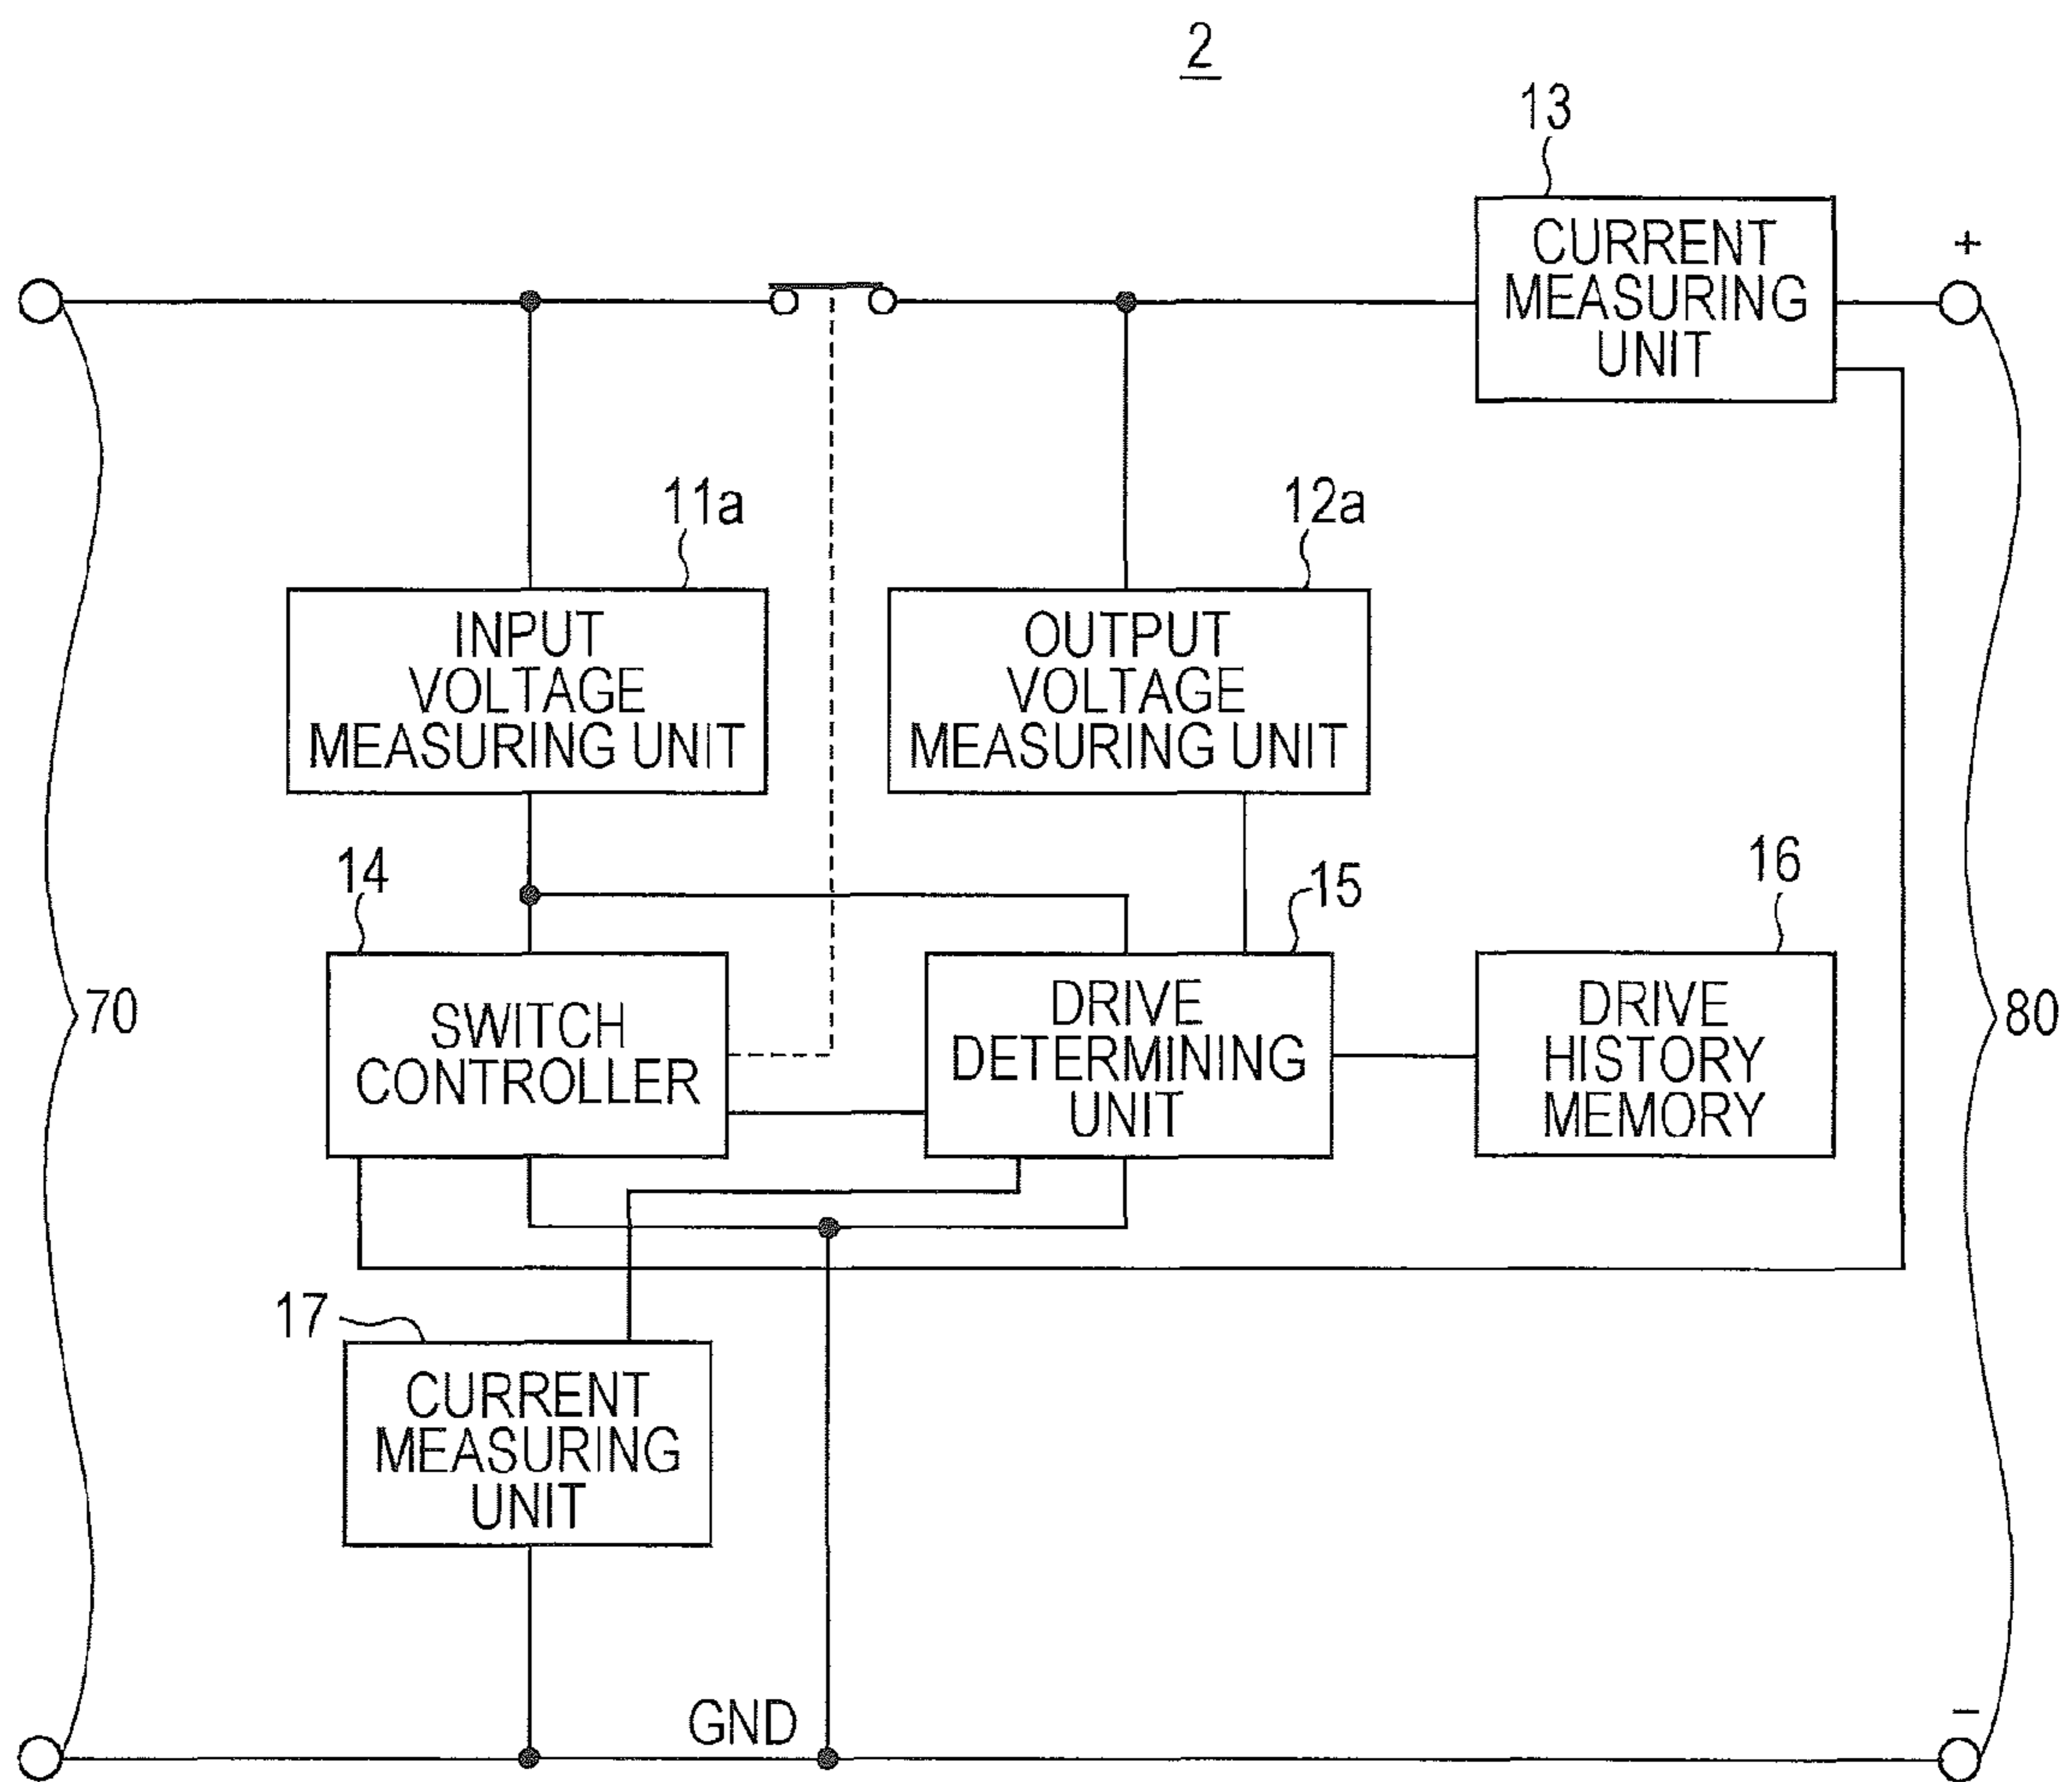 2
13
CURRENT
MEASURING
UNIT
+
11a
12a
INPUT
VOLTAGE
MEASURING UNIT
OUTPUT
VOLTAGE
MEASURING UNIT
14
15
16
70
SWITCH
CONTROLLER
DRIVE
DETERMINING
UNIT
DRIVE
HISTORY
MEMORY
80
17
CURRENT
MEASURING
UNIT
GND
−